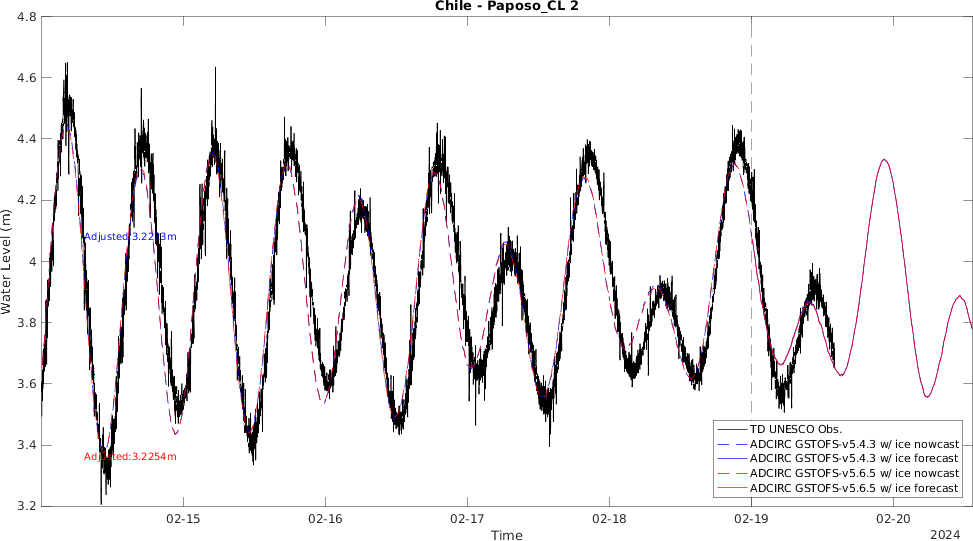 Chile - Paposo_CL 2
4.8
4.6
4.4
4.2
4
3.8
3.6
3.4
3.2
Water Level (m)
Adjusted:3.2253m
Adjusted:3.2254m
TD UNESCO Obs.
ADCIRC GSTOFS-v5.4.3 w/ ice nowcast
ADCIRC GSTOFS-v5.4.3 w/ ice forecast
ADCIRC GSTOFS-v5.6.5 w/ ice nowcast
ADCIRC GSTOFS-v5.6.5 w/ ice forecast
02-15
02-16
02-17
02-18
02-19
02-20
Time
2024